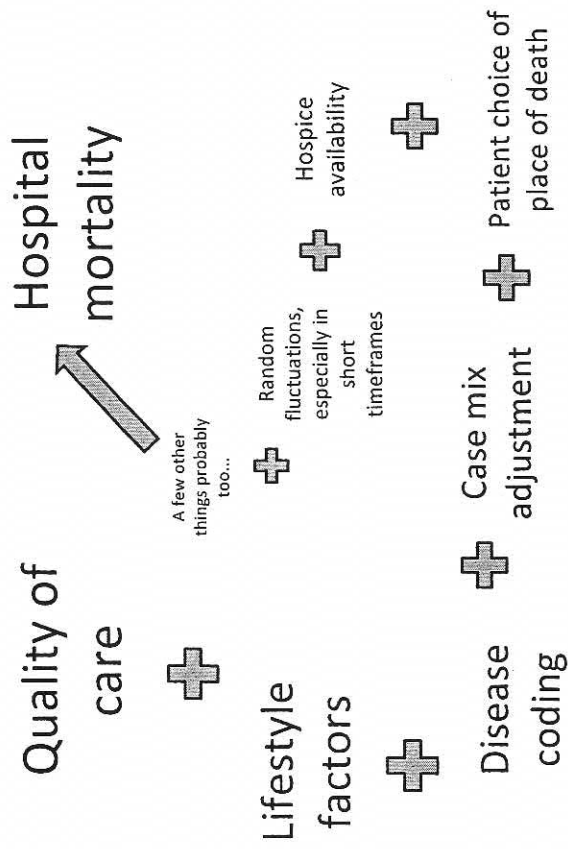 Quality of
care
Lifestyle
factors
Disease
coding
Case mix
adjustment
Patient choice of
place of death
Hospice
availability
Random
fluctuations,
especially in
short
timeframes
A few other
things probably
too...
Hospital
mortality